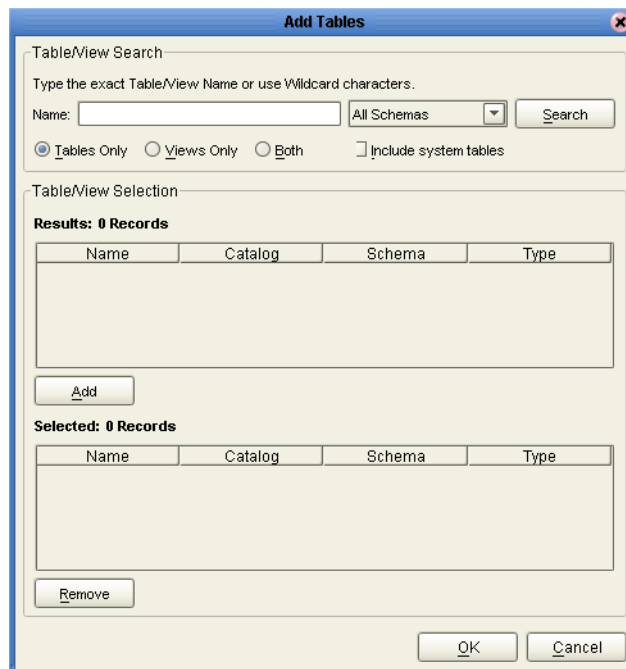 Add Tables
Table/View Search
Type the exact Table/View Name or use Wildcard characters.
Name: All Schemas Search
Tables Only Views Only Both Include system tables
Table/View Selection
Results: 0 Records
Name Catalog Schema Type
Add
Selected: 0 Records
Name Catalog Schema Type
Remove
OK Cancel